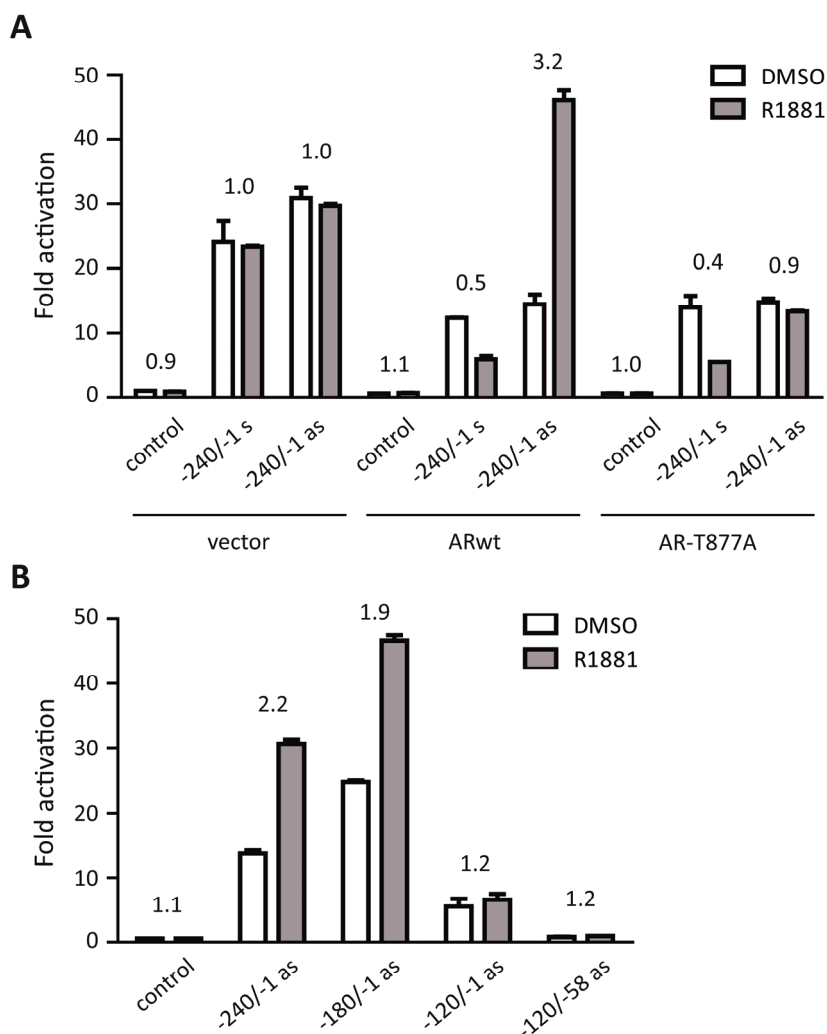 A
50
40
30
20
10
0
Fold activation
DMSO
R1881
0.9
1.0
1.0
1.1
0.5
3.2
1.0
0.4
0.9
control
-240/-1 s
-240/-1 as
control
-240/-1 s
-240/-1 as
control
-240/-1 s
-240/-1 as
vector
ARwt
AR-T877A
B
50
40
30
20
10
0
Fold activation
DMSO
R1881
1.1
2.2
1.9
1.2
1.2
control
-240/-1 as
-180/-1 as
-120/-1 as
-120/-58 as